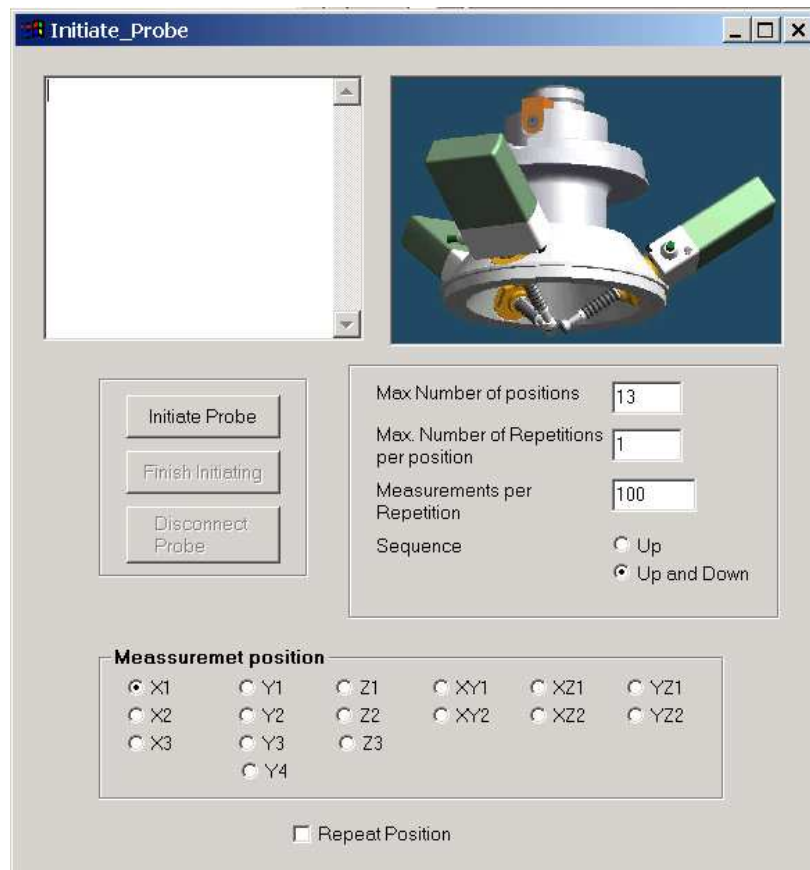 Initiate_Probe
Initiate Probe
Finish Initiating
Disconnect
Probe
Max Number of positions 13
Max. Number of Repetitions
per position 1
Measurements per
Repetition 100
Sequence Up
Up and Down
Meassuremet position
X1 Y1 Z1 XY1 XZ1 YZ1
X2 Y2 Z2 XY2 XZ2 YZ2
X3 Y3 Z3
Y4
Repeat Position